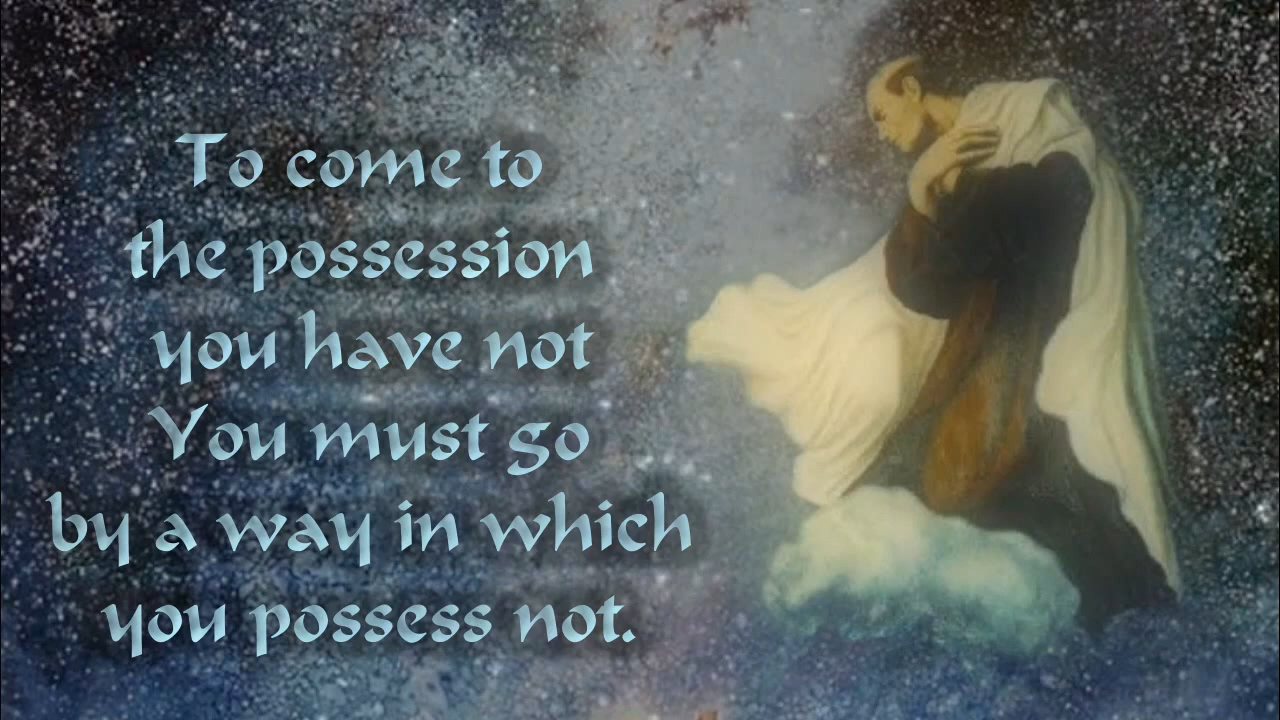 To come to
the possession
you have not
You must go
by a way in which
you possess not.